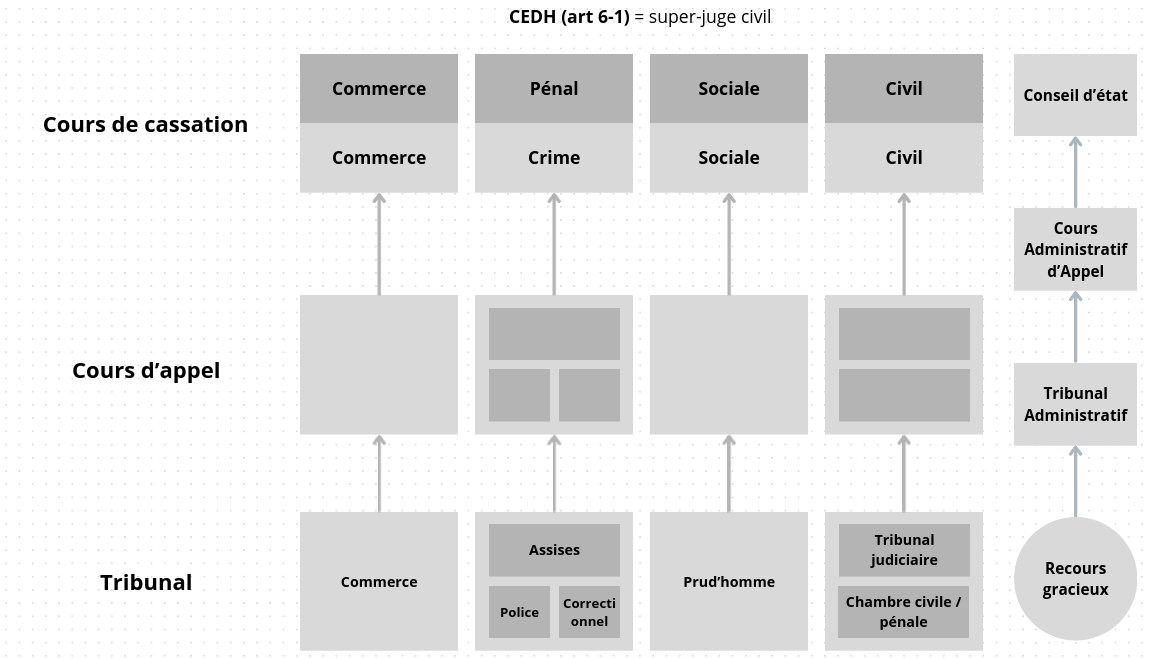 CEDH (art 6-1) = super-juge civil
Cours de cassation
Commerce
Pénal
Sociale
Civil
Commerce
Crime
Sociale
Civil
Conseil d’état
Cours
Administratif
d’Appel
Cours d’appel
Tribunal
Administratif
Tribunal
Commerce
Assises
Police
Correcti
onnel
Prud’homme
Tribunal
judiciaire
Chambre civile /
pénale
Recours
gracieux